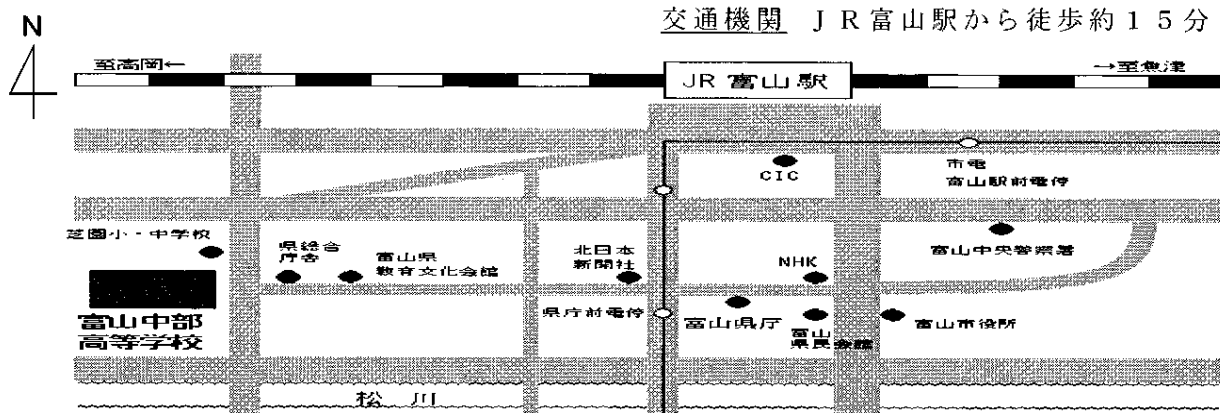 交通機関 ＪＲ富山駅から徒歩約１５分
N
至高岡←
JR富山駅
→至魚津
CIC
市電
富山駅前電停
芝園小・中学校
県総合
庁舎
富山県
教育文化会館
北日本
新聞社
NHK
富山中央警察署
富山中部
高等学校
県庁前電停
富山県庁
富山
県民会館
富山市役所
松川